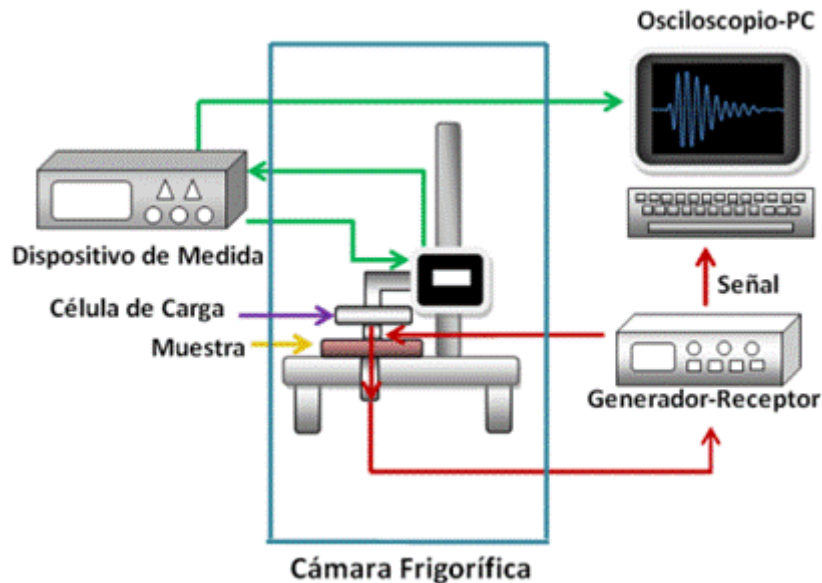 Osciloscopio-PC
Dispositivo de Medida
Célula de Carga
Muestra
Señal
Generador-Receptor
Cámara Frigorífica